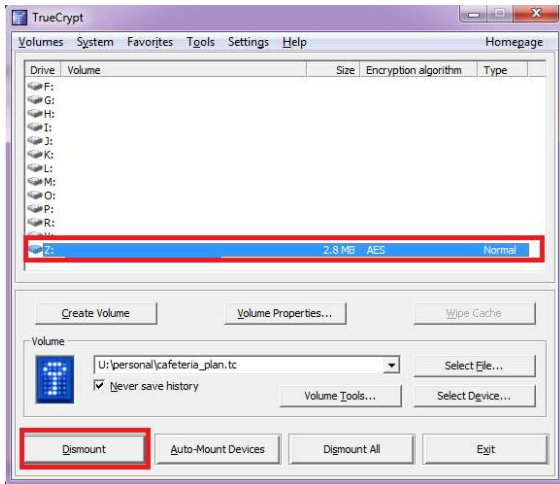 TrueCrypt
Volumes System Favorites Tools Settings Help Homepage
Drive Volume Size Encryption algorithm Type
F:
G:
H:
I:
J:
K:
L:
M:
O:
P:
R:
Z: 2.8 MB AES Normal
Create Volume Volume Properties... Wipe Cache
Volume
U:\personal\cafeteria_plan.tc Select File...
Never save history Volume Tools... Select Device...
Dismount Auto-Mount Devices Dismount All Exit